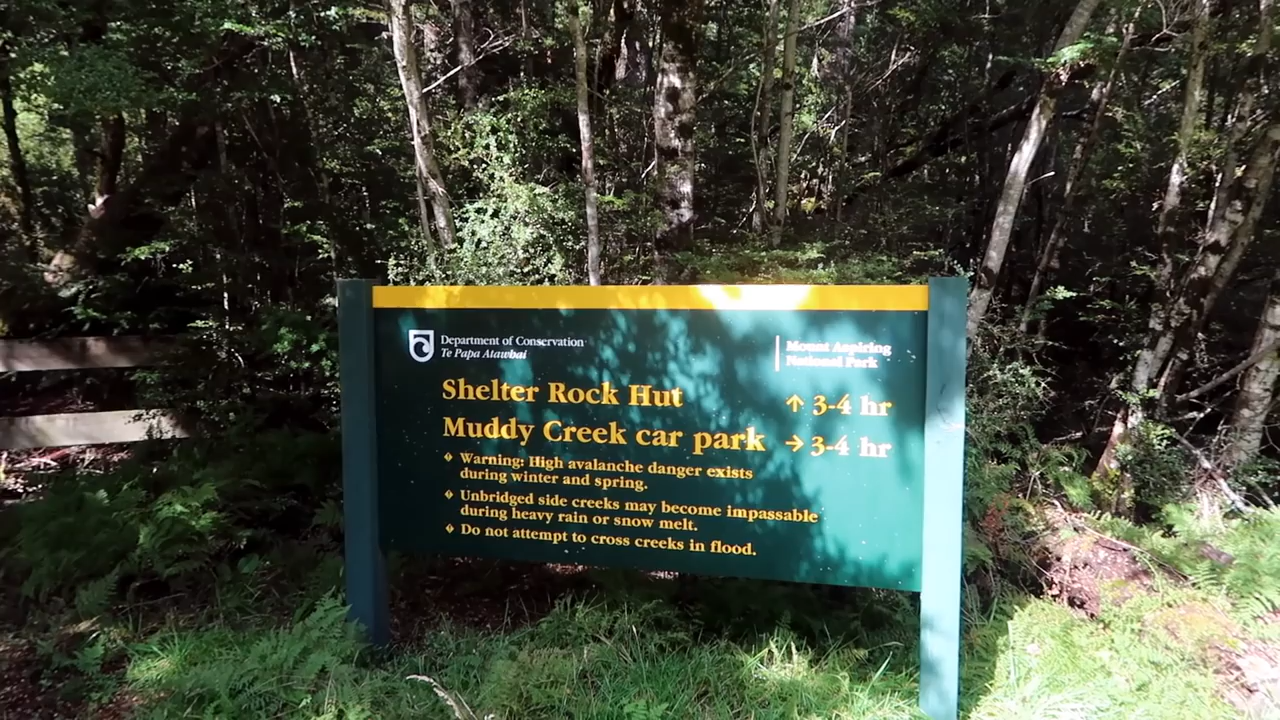 Department of Conservation
Te Papa Atawhai
Mount Aspiring
National Park
Shelter Rock Hut ↑ 3-4 hr
Muddy Creek car park → 3-4 hr
Warning: High avalanche danger exists
during winter and spring.
Unbridged side creeks may become impassable
during heavy rain or snow melt.
Do not attempt to cross creeks in flood.